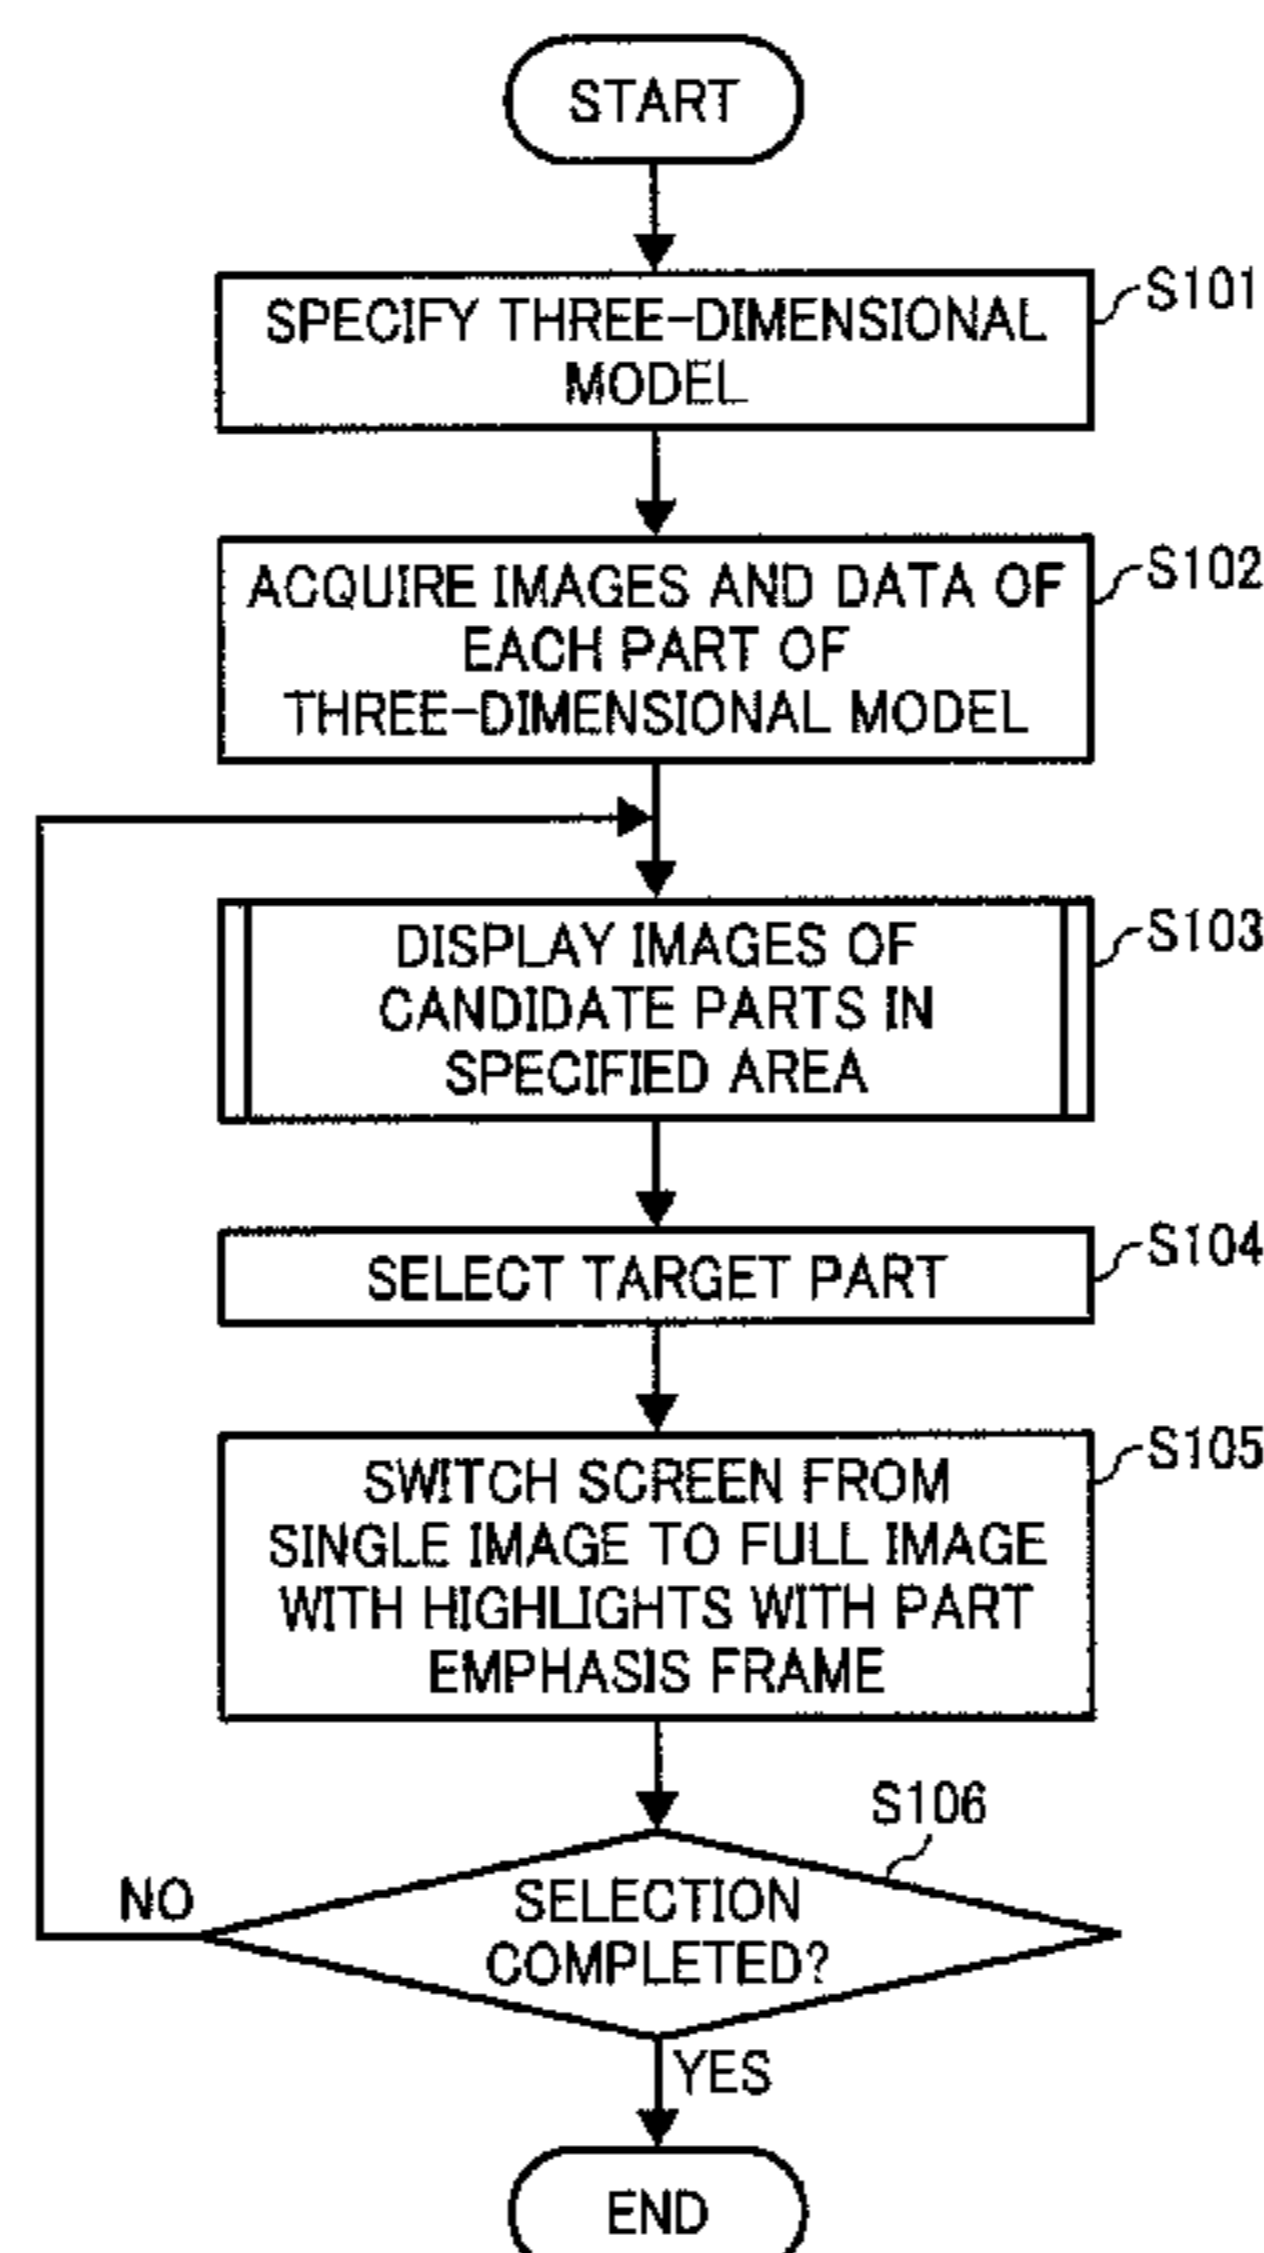 START
SPECIFY THREE-DIMENSIONAL
MODEL
S101
ACQUIRE IMAGES AND DATA OF
EACH PART OF
THREE-DIMENSIONAL MODEL
S102
DISPLAY IMAGES OF
CANDIDATE PARTS IN
SPECIFIED AREA
S103
SELECT TARGET PART
S104
SWITCH SCREEN FROM
SINGLE IMAGE TO FULL IMAGE
WITH HIGHLIGHTS WITH PART
EMPHASIS FRAME
S105
S106
SELECTION
COMPLETED?
NO
YES
END